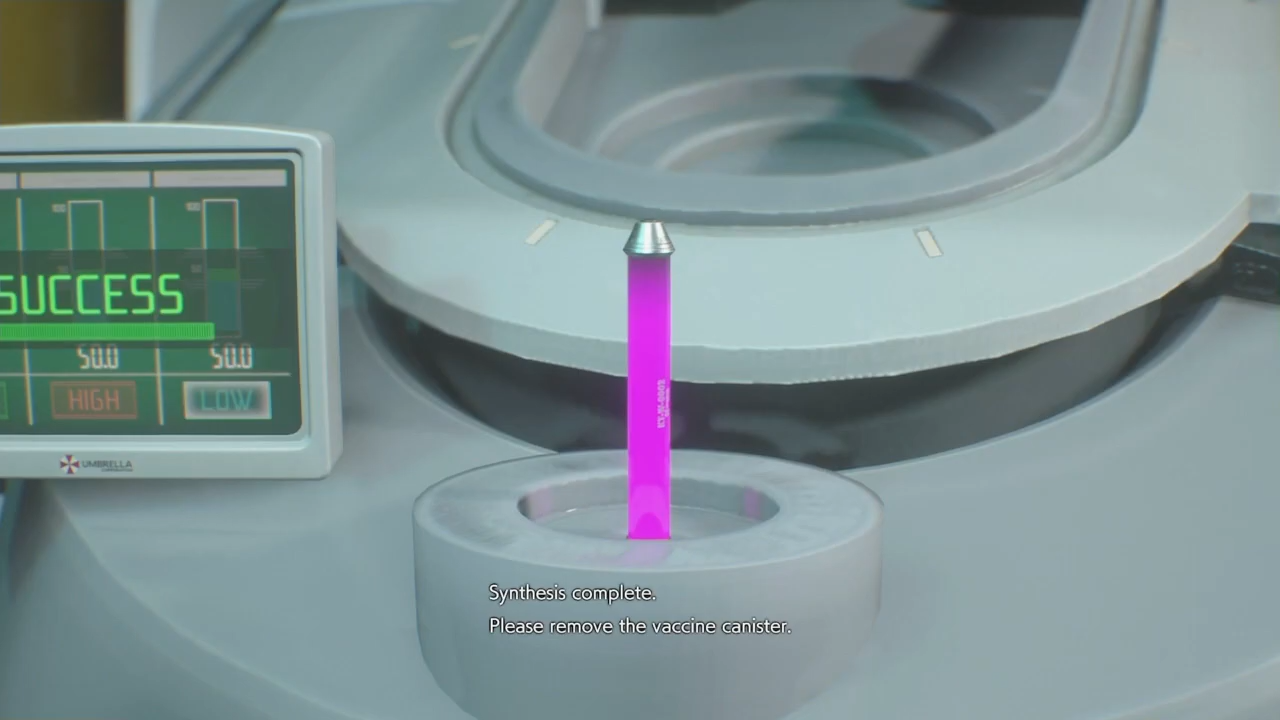 SUCCESS
50.0 50.0
HIGH LOW
UMBRELLA
Synthesis complete.
Please remove the vaccine canister.